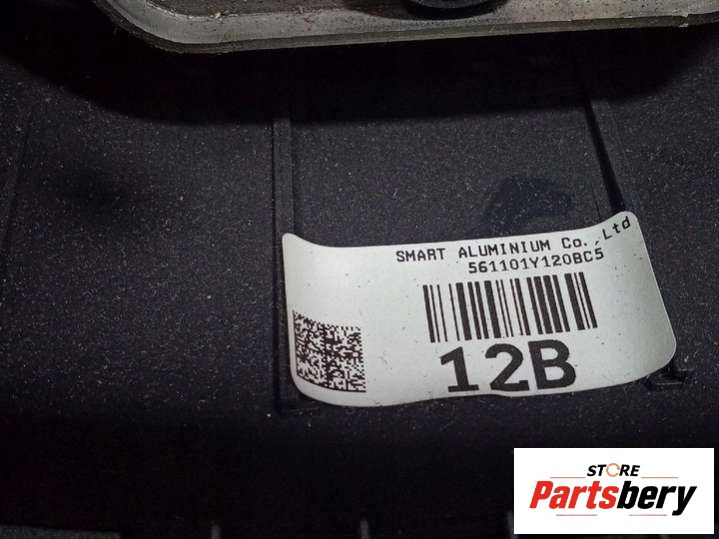 SMART ALUMINIUM Co.,Ltd
561101Y120BC5
12B
STORE
Partsbery